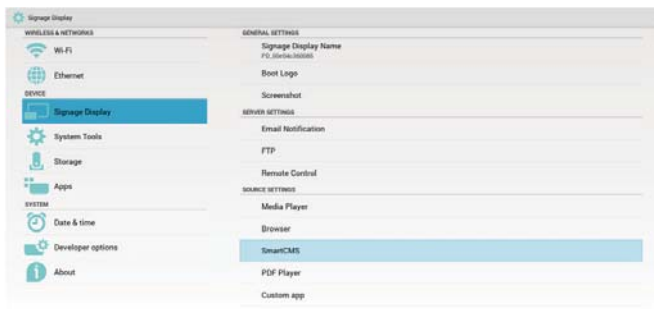 Signage Display
WIRELESS & NETWORKS
Wi-Fi
Ethernet
DEVICE
Signage Display
System Tools
Storage
Apps
SYSTEM
Date & time
Developer options
About
GENERAL SETTINGS
Signage Display Name
Boot Logo
Screenshot
SERVER SETTINGS
Email Notification
FTP
Remote Control
SOURCE SETTINGS
Media Player
Browser
SmartCMS
PDF Player
Custom app